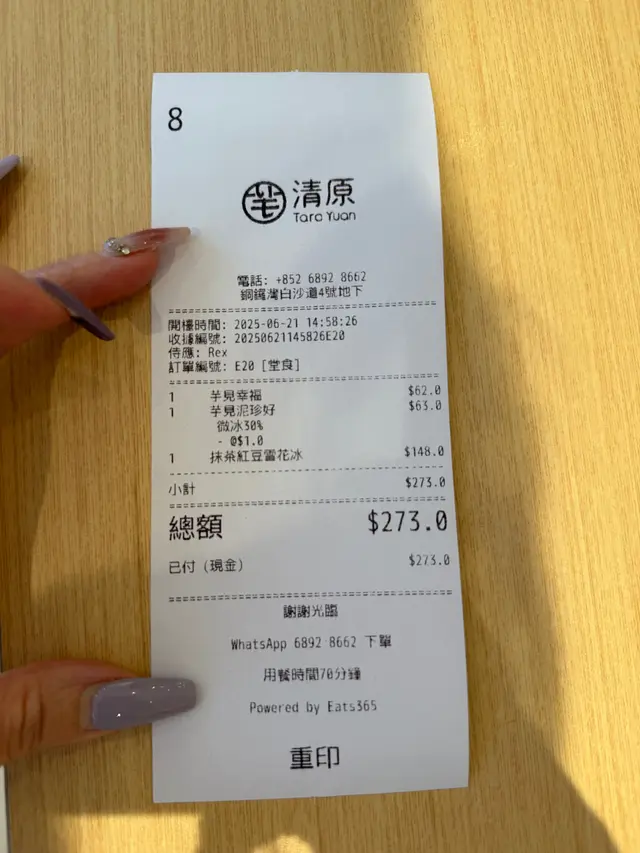 8
芋 清原
Taro Yuan
電話: +852 6892 8662
銅鑼灣白沙道4號地下
開檯時間: 2025-06-21 14:58:26
收據編號: 20250621145826E20
侍應: Rex
訂單編號: E20 [堂食]
1 芋見幸福 $62.0
1 芋見泥珍好 $63.0
微冰30%
- @$1.0
1 抹茶紅豆雪花冰 $148.0
小計 $273.0
總額 $273.0
已付 (現金) $273.0
謝謝光臨
WhatsApp 6892 8662 下單
用餐時間70分鐘
Powered by Eats365
重印